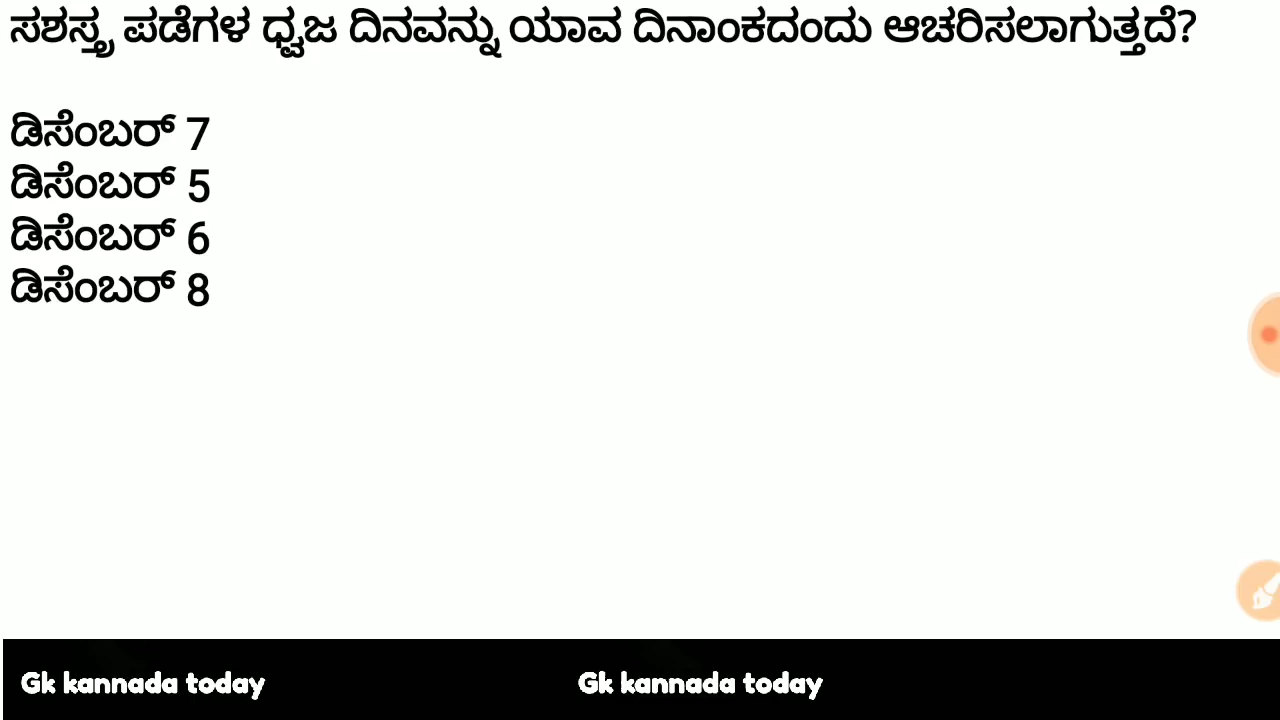 ಸಶಸ್ತ್ರ ಪಡೆಗಳ ಧ್ವಜ ದಿನವನ್ನು ಯಾವ ದಿನಾಂಕದಂದು ಆಚರಿಸಲಾಗುತ್ತದೆ?
ಡಿಸೆಂಬರ್ 7
ಡಿಸೆಂಬರ್ 5
ಡಿಸೆಂಬರ್ 6
ಡಿಸೆಂಬರ್ 8
Gk kannada today Gk kannada today